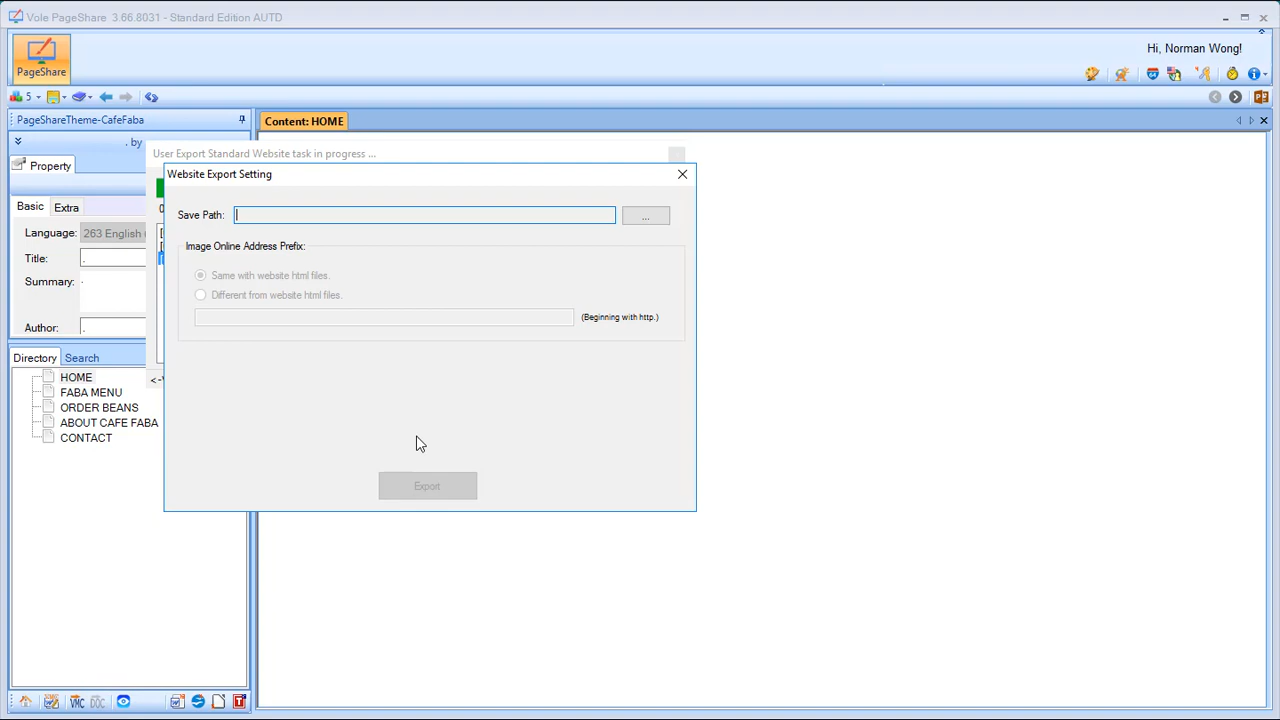 Vole PageShare 3.66.8031 - Standard Edition AUTD
PageShare
Hi, Norman Wong!
5
PageShareTheme-CafeFaba
Content: HOME
. by
Property
User Export Standard Website task in progress ...
Website Export Setting
Basic
Extra
Language:
263 English (
Title:
.
Summary:
.
Author:
.
Save Path:
...
Image Online Address Prefix:
Same with website html files.
Different from website html files.
(Beginning with http.)
Export
Directory
Search
HOME
FABA MENU
ORDER BEANS
ABOUT CAFE FABA
CONTACT
VMC
DOC